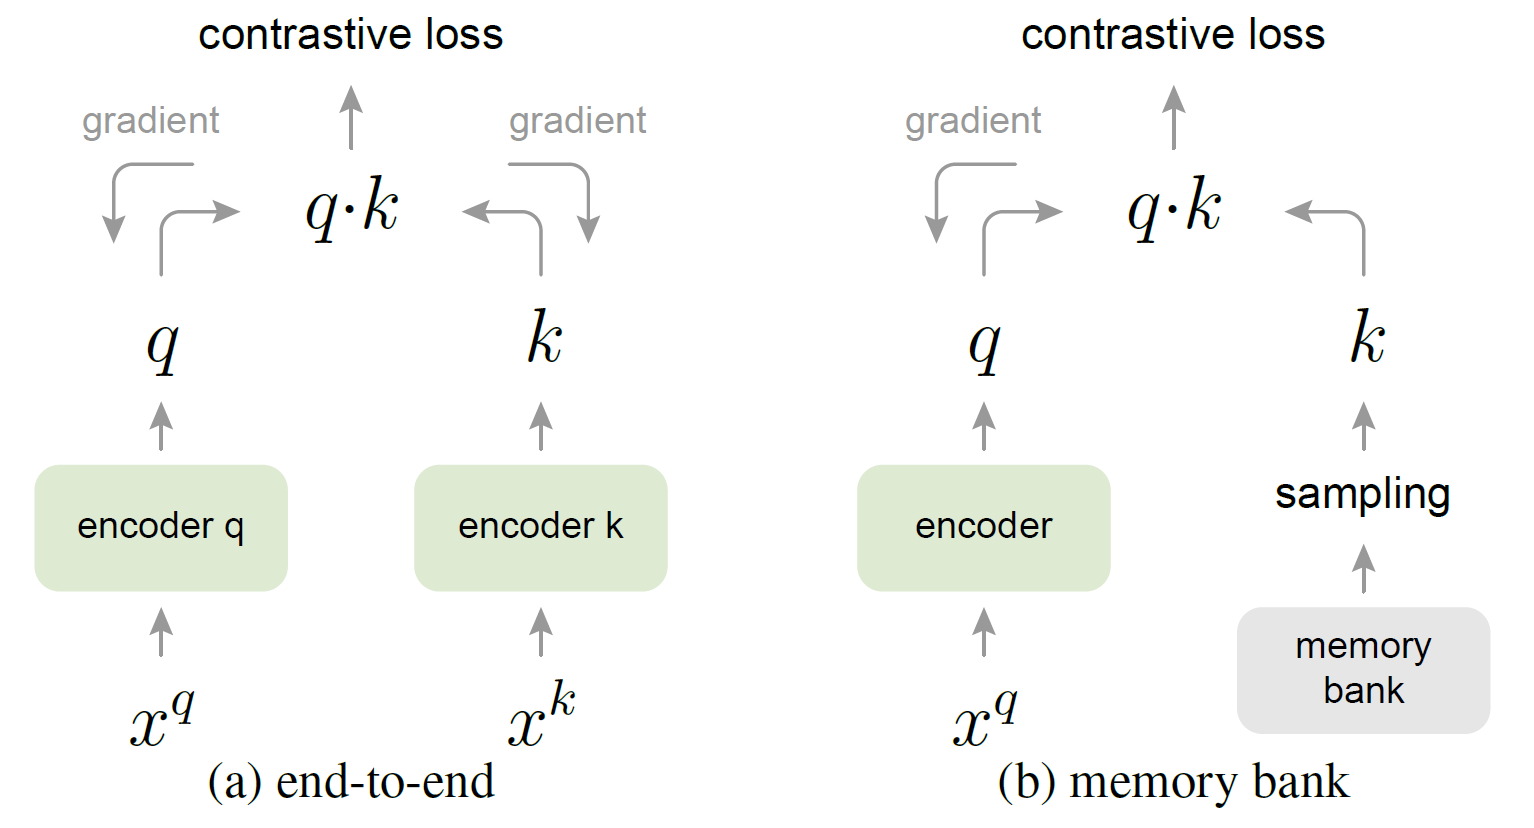 contrastive loss
gradient
gradient
q·k
q
k
encoder q
encoder k
x^q
x^k
(a) end-to-end
contrastive loss
gradient
q·k
q
k
sampling
encoder
memory
bank
x^q
(b) memory bank